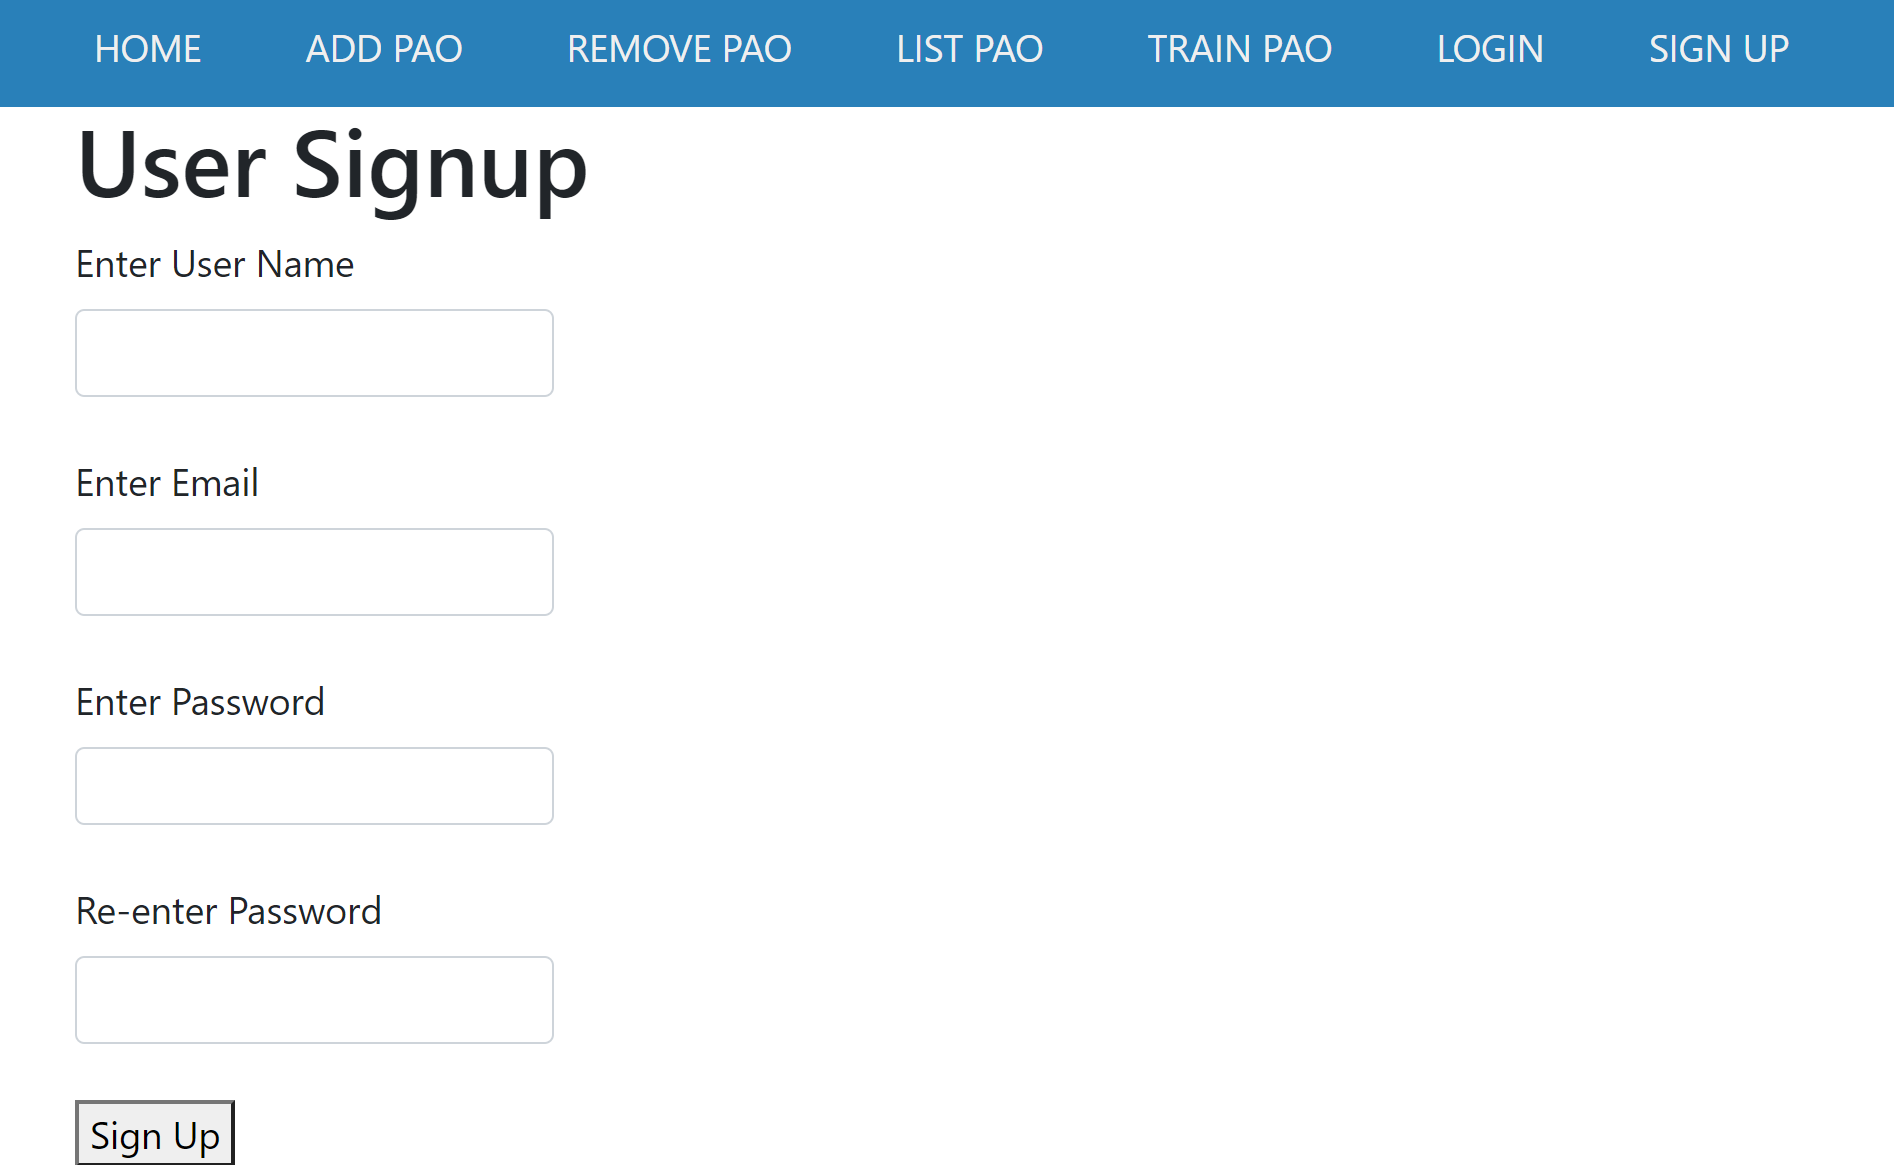 HOME ADD PAO REMOVE PAO LIST PAO TRAIN PAO LOGIN SIGN UP
User Signup
Enter User Name
Enter Email
Enter Password
Re-enter Password
Sign Up